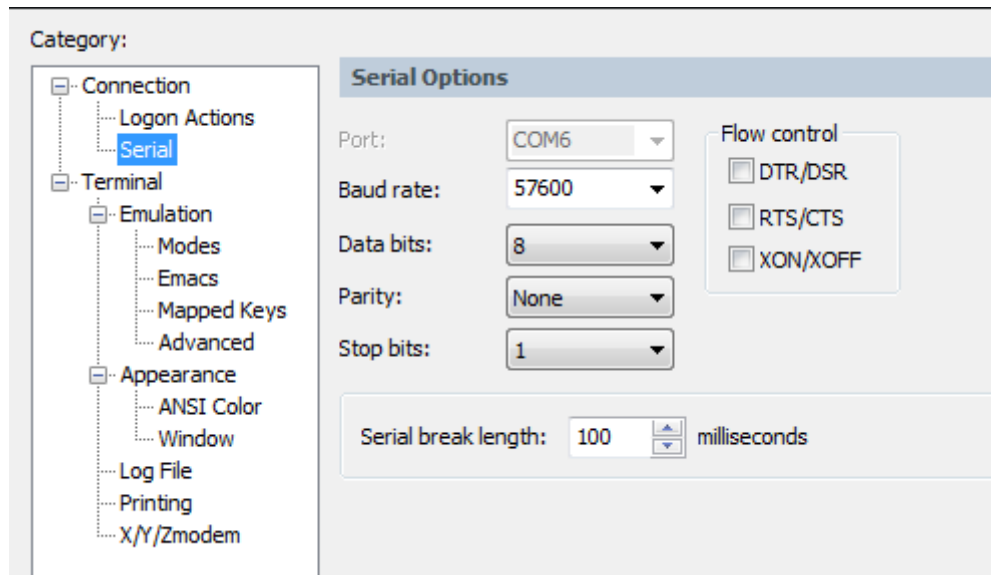 Category:
Connection
Logon Actions
Serial
Terminal
Emulation
Modes
Emacs
Mapped Keys
Advanced
Appearance
ANSI Color
Window
Log File
Printing
X/Y/Zmodem
Serial Options
Port: COM6
Baud rate: 57600
Data bits: 8
Parity: None
Stop bits: 1
Flow control
DTR/DSR
RTS/CTS
XON/XOFF
Serial break length: 100 milliseconds